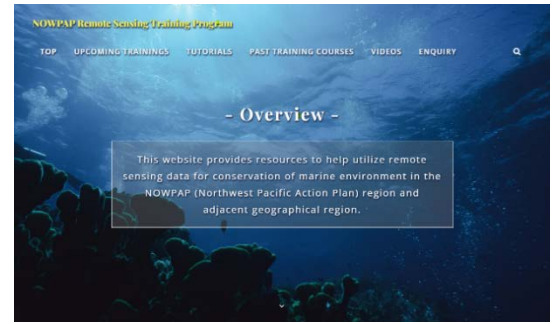 NOWPAP Remote Sensing Training Program
TOP UPCOMING TRAININGS TUTORIALS PAST TRAINING COURSES VIDEOS ENQUIRY
- Overview -
This website provides resources to help utilize remote
sensing data for conservation of marine environment in the
NOWPAP (Northwest Pacific Action Plan) region and
adjacent geographical region.